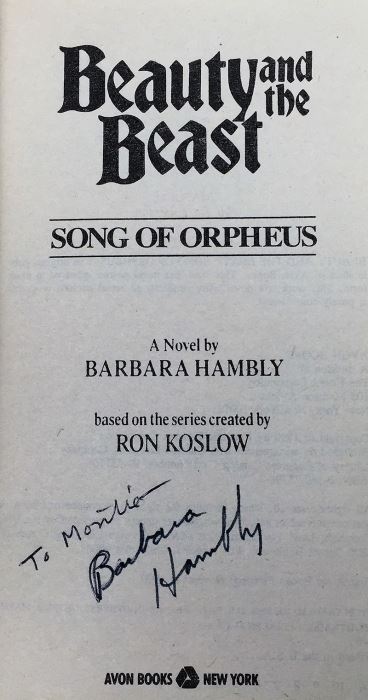 Beauty and
the
Beast
SONG OF ORPHEUS
A Novel by
BARBARA HAMBLY
based on the series created by
RON KOSLOW
To
Barbara
Hambly
AVON BOOKS NEW YORK